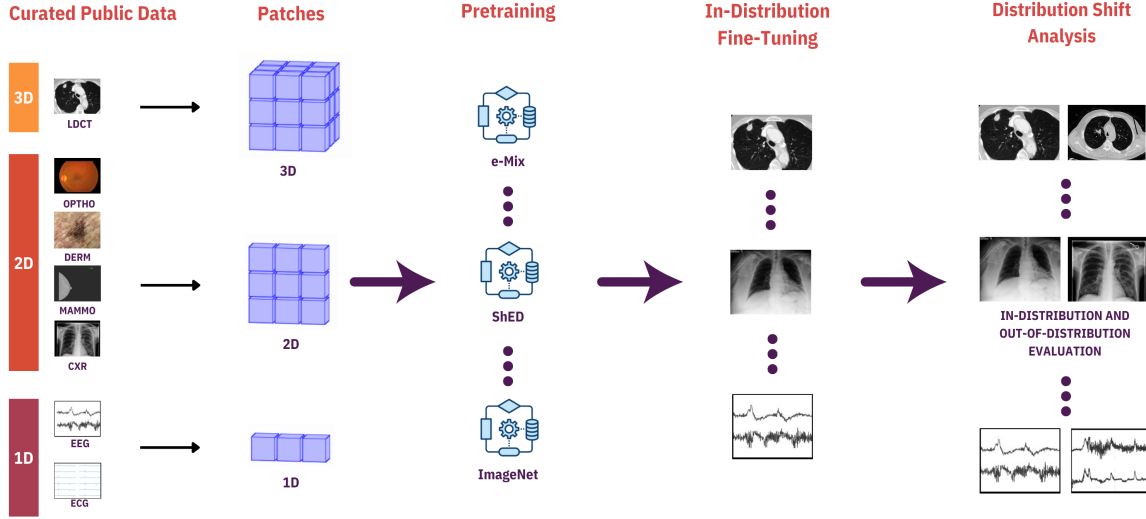 Curated Public Data
Patches
Pretraining
In-Distribution
Fine-Tuning
Distribution Shift
Analysis
3D
LDCT
3D
e-Mix
2D
OPTHO
DERM
MAMMO
CXR
2D
ShED
IN-DISTRIBUTION AND
OUT-OF-DISTRIBUTION
EVALUATION
1D
EEG
ECG
1D
ImageNet